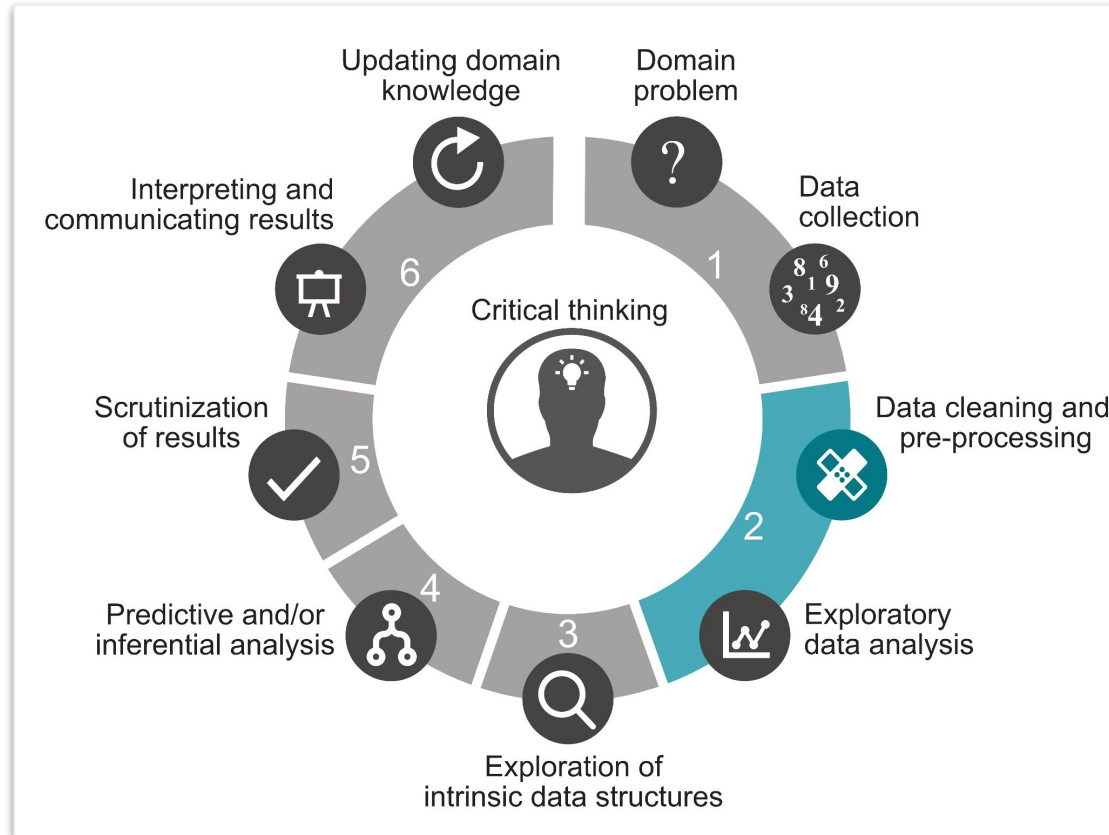 Updating domain
knowledge
Domain
problem
?
Interpreting and
communicating results
Data
collection
8 6
3 1 9
8 4 2
6
1
Critical thinking
Scrutinization
of results
Data cleaning and
pre-processing
5
2
Predictive and/or
inferential analysis
4
3
Exploratory
data analysis
Exploration of
intrinsic data structures